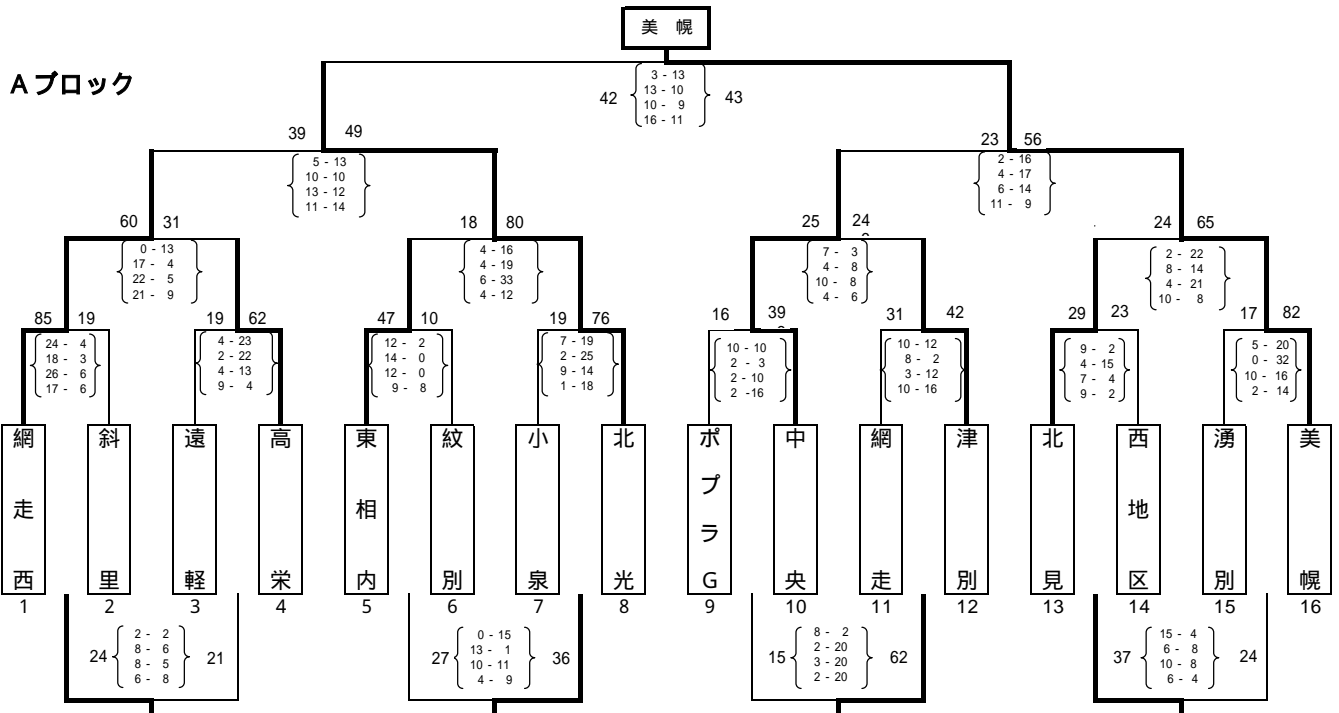 美 幌
Aブロック
42
3 - 13
13 - 10
10 - 9
16 - 11
43
39 49
5 - 13
10 - 10
13 - 12
11 - 14
23 56
2 - 16
4 - 17
6 - 14
11 - 9
60 31
0 - 13
17 - 4
22 - 5
21 - 9
18 80
4 - 16
4 - 19
6 - 33
4 - 12
25 24
7 - 3
4 - 8
10 - 8
4 - 6
24 65
2 - 22
8 - 14
4 - 21
10 - 8
85 19
24 - 4
18 - 3
26 - 6
17 - 6
19 62
4 - 23
2 - 22
4 - 13
9 - 4
47 10
12 - 2
14 - 0
12 - 0
9 - 8
19 76
7 - 19
2 - 25
9 - 14
1 - 18
16 39
10 - 10
2 - 3
2 - 10
2 -16
31 42
10 - 12
8 - 2
3 - 12
10 - 16
29 23
9 - 2
4 - 15
7 - 4
9 - 2
17 82
5 - 20
0 - 32
10 - 16
2 - 14
網走西
斜里
遠軽
高栄
東相内
紋別
小泉
北光
ポプラG
中央
網走
津別
北見
西地区
湧別
美幌
1 2 3 4 5 6 7 8 9 10 11 12 13 14 15 16
24
2 - 2
8 - 6
8 - 5
6 - 8
21
27
0 - 15
13 - 1
10 - 11
4 - 9
36
15
8 - 2
2 - 20
3 - 20
2 - 20
62
37
15 - 4
6 - 8
10 - 8
6 - 4
24